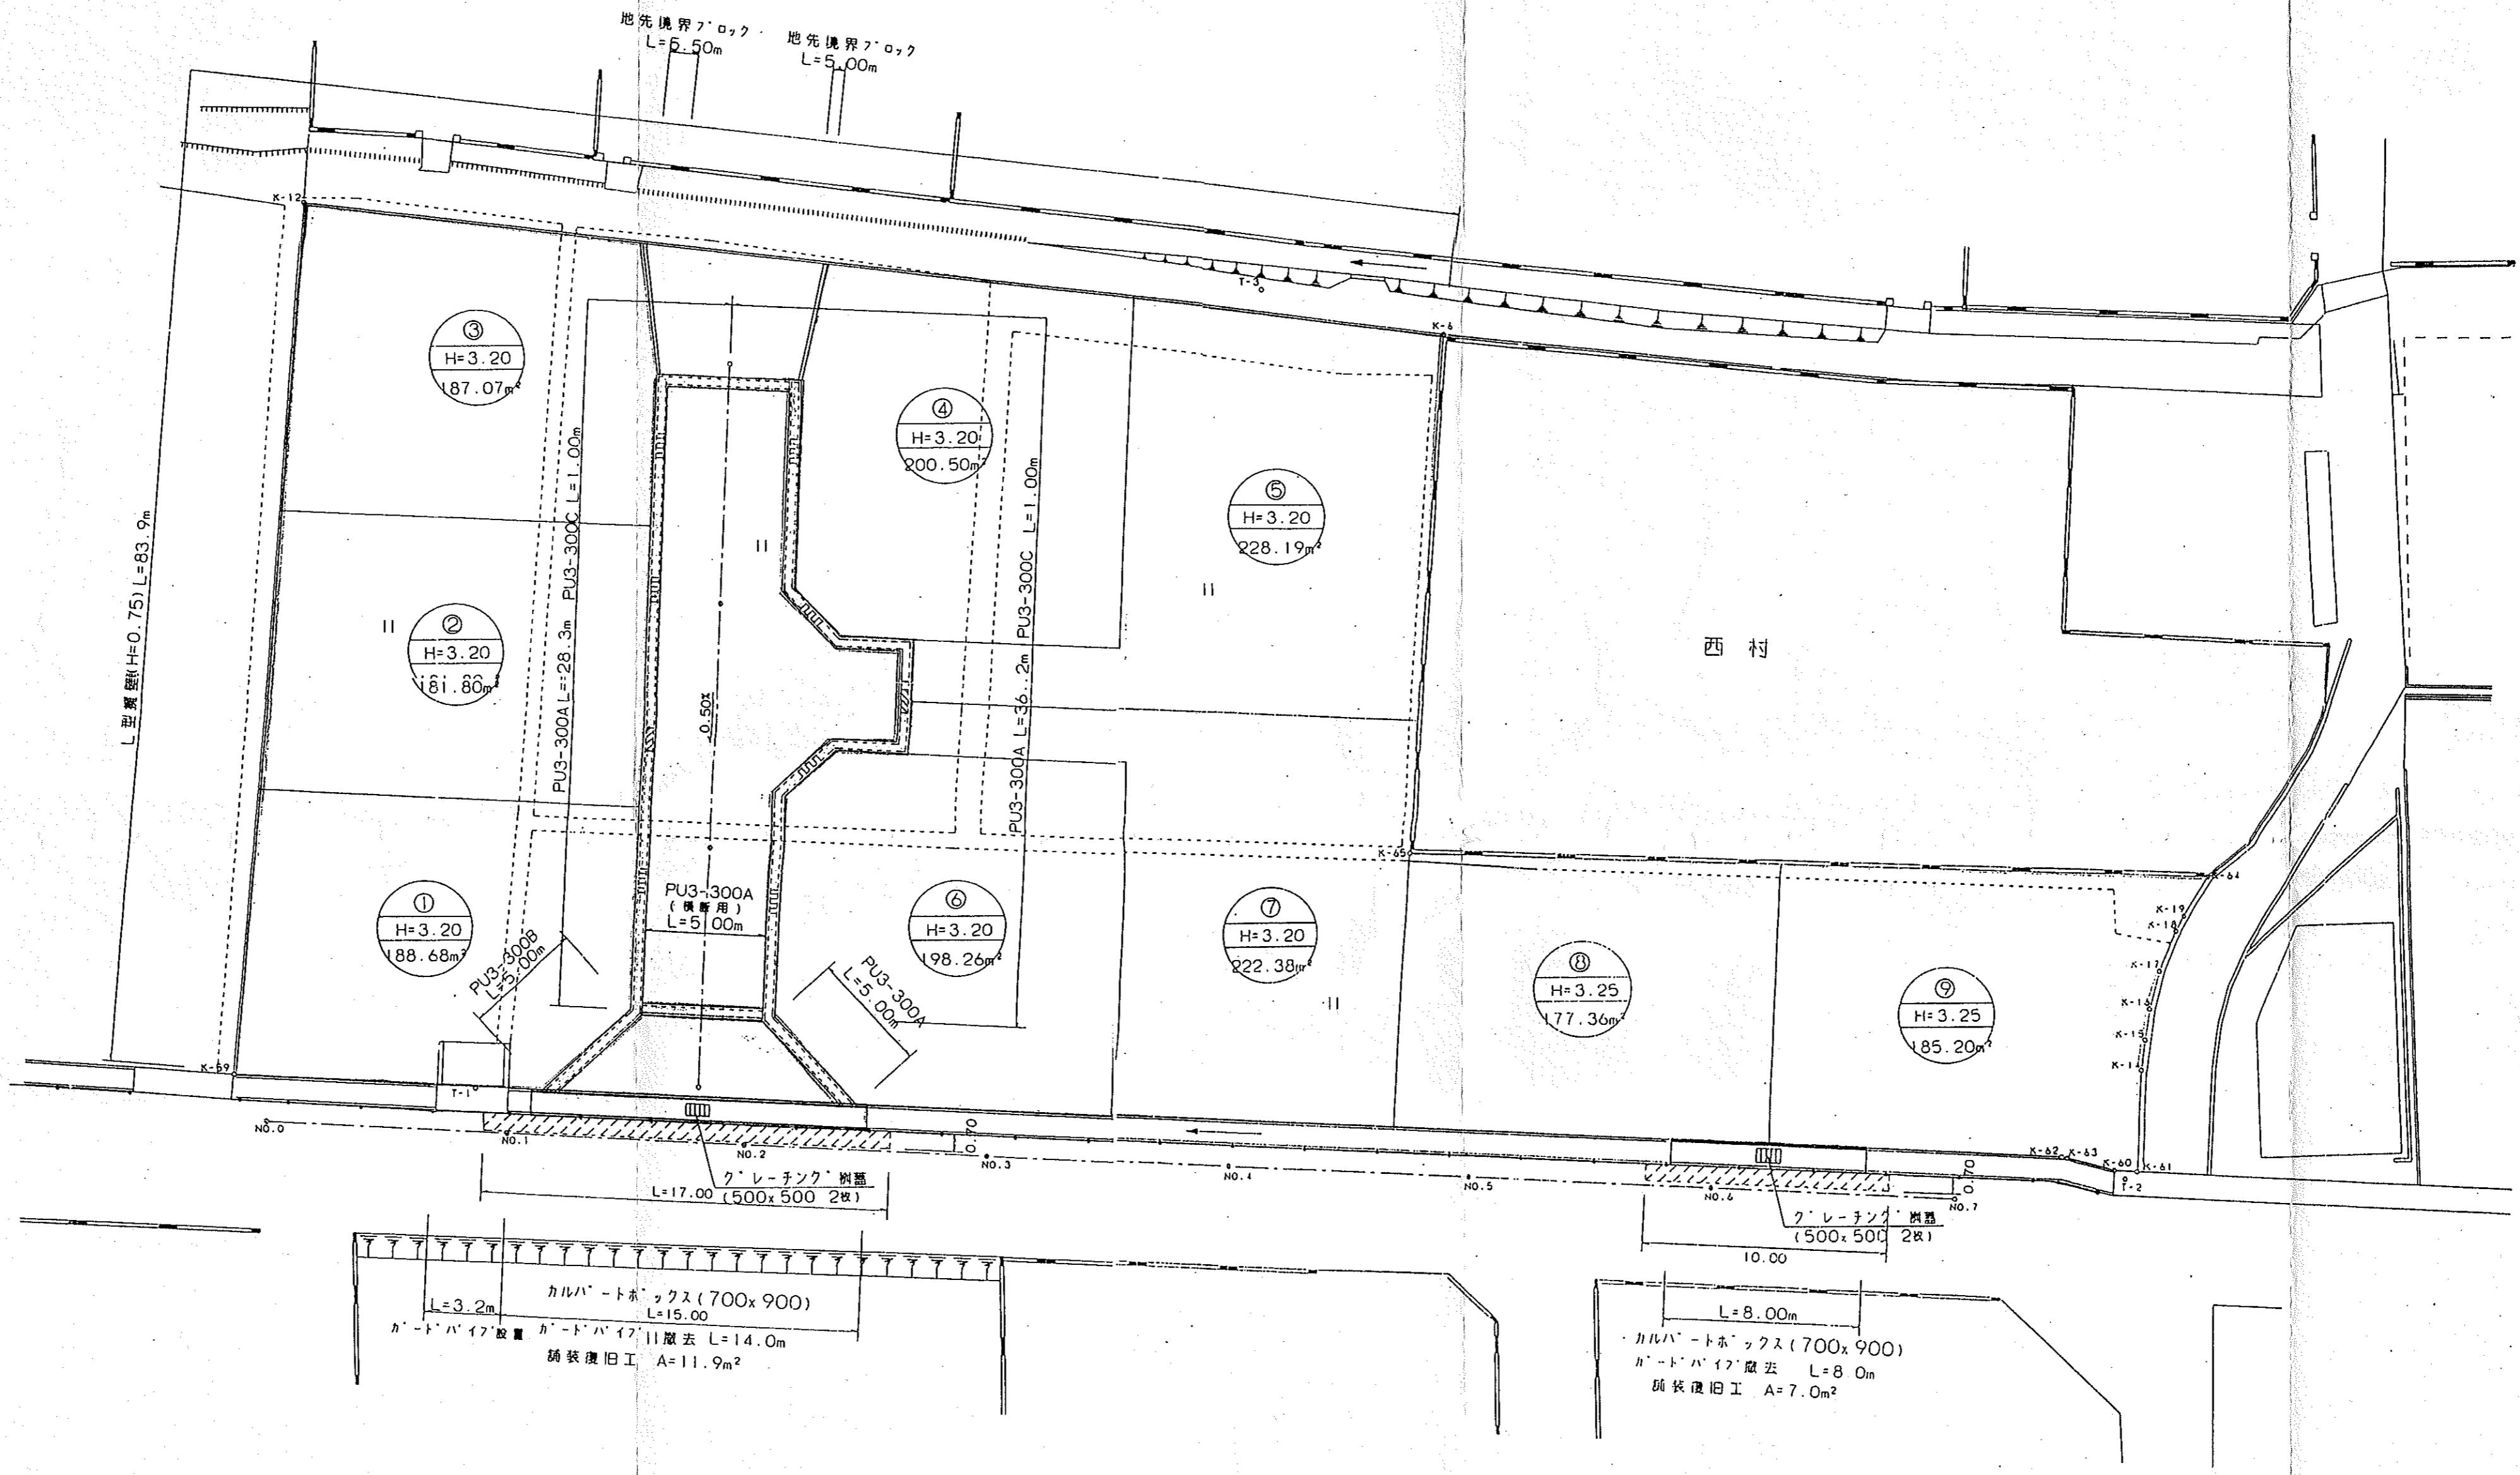 地先境界ブロック
L=5.50m
地先境界ブロック
L=5.00m
K-12
T-3
K-6
③
H=3.20
187.07m²
④
H=3.20
200.50m²
⑤
H=3.20
228.19m²
L型擁壁(H=0.75) L=83.9m
PU3-300A L=28.3m PU3-300C L=1.00m
PU3-300A L=36.2m PU3-300C L=1.00m
②
H=3.20
181.80m²
0.50%
西村
K-65
K-64
K-19
K-18
K-17
K-16
K-15
K-14
①
H=3.20
188.68m²
PU3-300B
L=5.00m
PU3-300A
(横断用)
L=5.00m
PU3-300A
L=5.00m
⑥
H=3.20
198.26m²
⑦
H=3.20
222.38m²
⑧
H=3.25
177.36m²
⑨
H=3.25
185.20m²
K-59
T-1
K-62
K-63
K-60
K-61
T-2
NO.0
NO.1
NO.2
NO.3
NO.4
NO.5
NO.6
NO.7
0.70
0.70
グレーチング桝蓋
(500x500 2枚)
L=17.00
グレーチング桝蓋
(500x500 2枚)
10.00
カルバートボックス(700x900)
L=3.2m
L=15.00
ガードパイプ設置
ガードパイプ撤去 L=14.0m
舗装復旧工 A=11.9m²
L=8.00m
カルバートボックス(700x900)
ガードパイプ撤去 L=8.0m
舗装復旧工 A=7.0m²